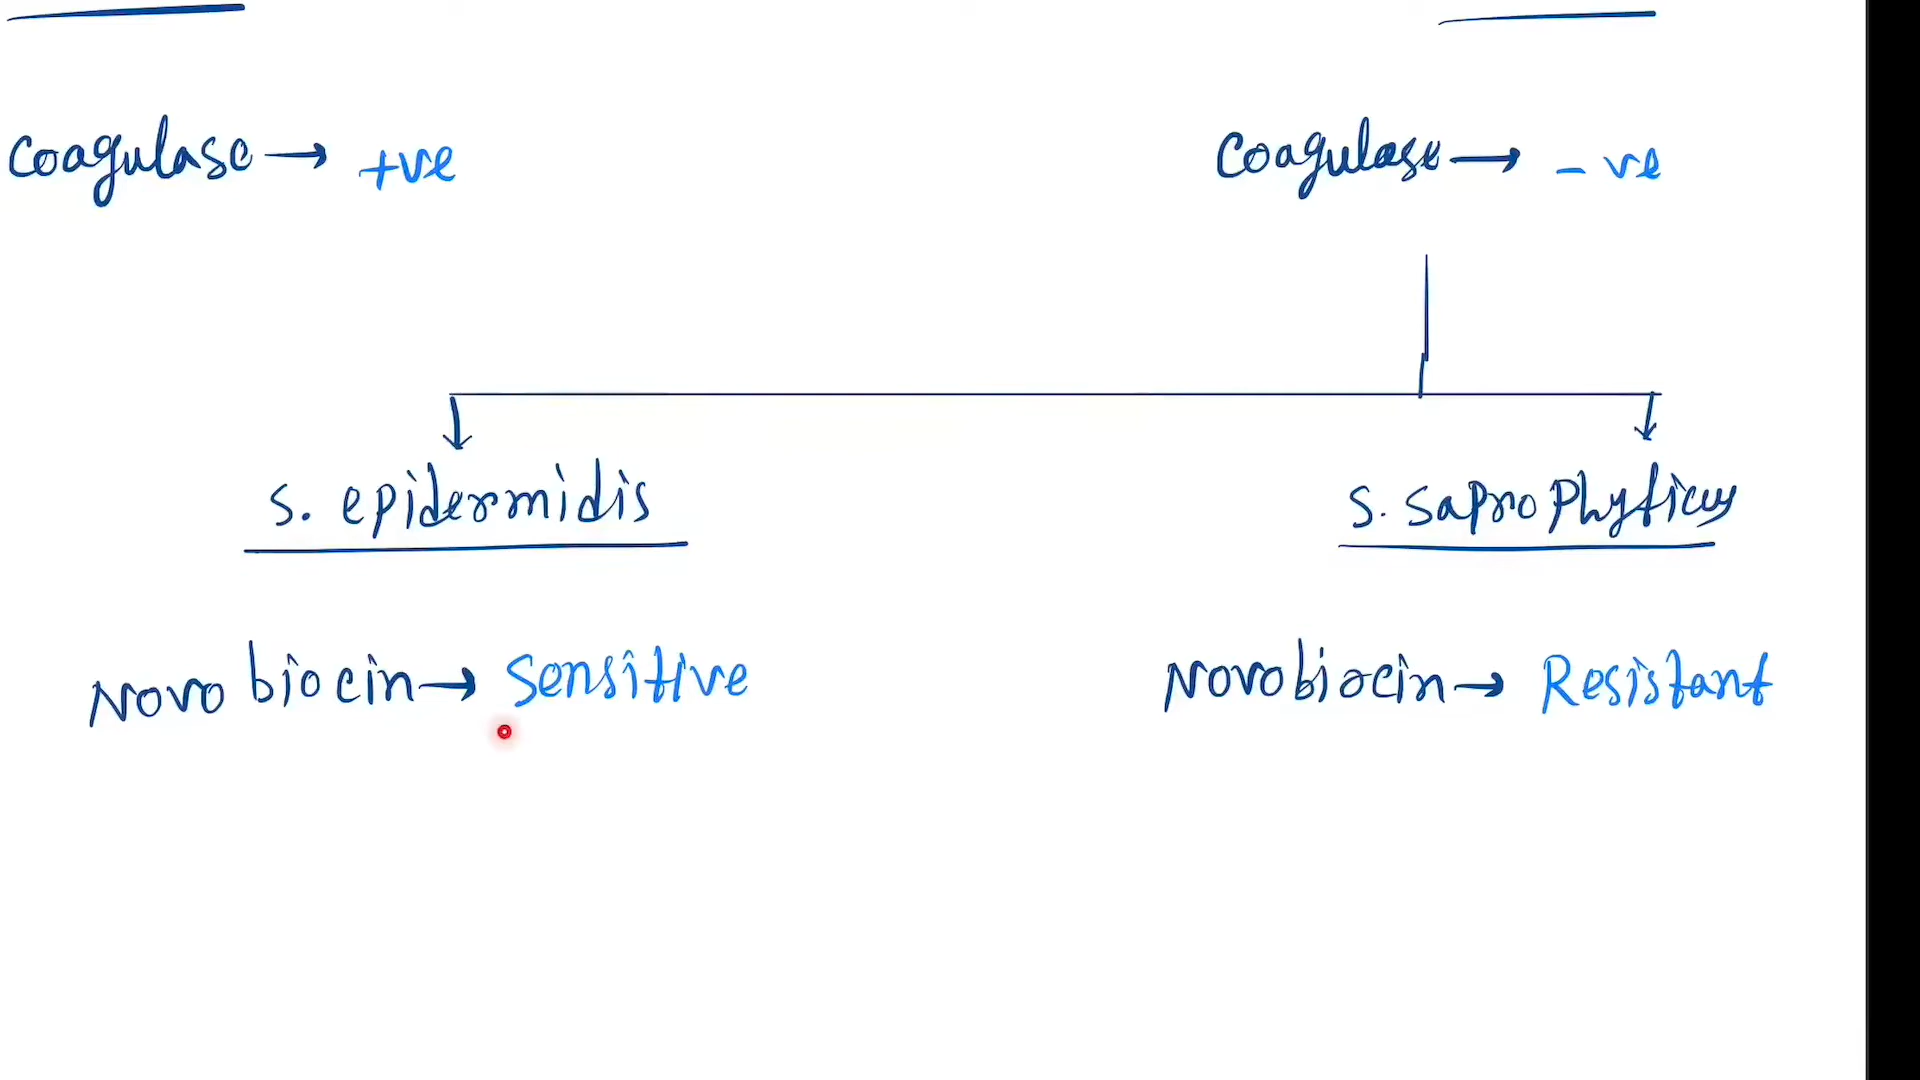 Coagulase → +ve
Coagulase → - ve
S. epidermidis
S. saprophyticus
Novobiocin → Sensitive
Novobiocin → Resistant